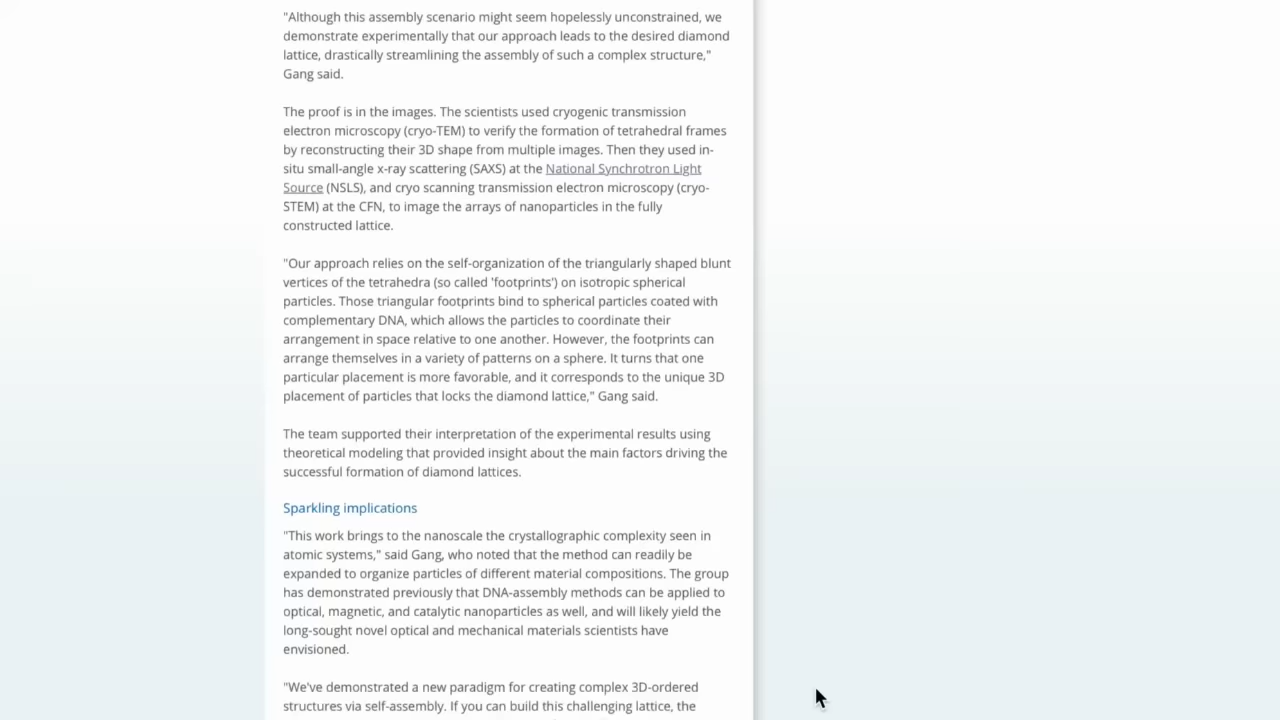 "Although this assembly scenario might seem hopelessly unconstrained, we
demonstrate experimentally that our approach leads to the desired diamond
lattice, drastically streamlining the assembly of such a complex structure,"
Gang said.
The proof is in the images. The scientists used cryogenic transmission
electron microscopy (cryo-TEM) to verify the formation of tetrahedral frames
by reconstructing their 3D shape from multiple images. Then they used in-
situ small-angle x-ray scattering (SAXS) at the National Synchrotron Light
Source (NSLS), and cryo scanning transmission electron microscopy (cryo-
STEM) at the CFN, to image the arrays of nanoparticles in the fully
constructed lattice.
"Our approach relies on the self-organization of the triangularly shaped blunt
vertices of the tetrahedra (so called 'footprints') on isotropic spherical
particles. Those triangular footprints bind to spherical particles coated with
complementary DNA, which allows the particles to coordinate their
arrangement in space relative to one another. However, the footprints can
arrange themselves in a variety of patterns on a sphere. It turns that one
particular placement is more favorable, and it corresponds to the unique 3D
placement of particles that locks the diamond lattice," Gang said.
The team supported their interpretation of the experimental results using
theoretical modeling that provided insight about the main factors driving the
successful formation of diamond lattices.
Sparkling implications
"This work brings to the nanoscale the crystallographic complexity seen in
atomic systems," said Gang, who noted that the method can readily be
expanded to organize particles of different material compositions. The group
has demonstrated previously that DNA-assembly methods can be applied to
optical, magnetic, and catalytic nanoparticles as well, and will likely yield the
long-sought novel optical and mechanical materials scientists have
envisioned.
"We've demonstrated a new paradigm for creating complex 3D-ordered
structures via self-assembly. If you can build this challenging lattice, the